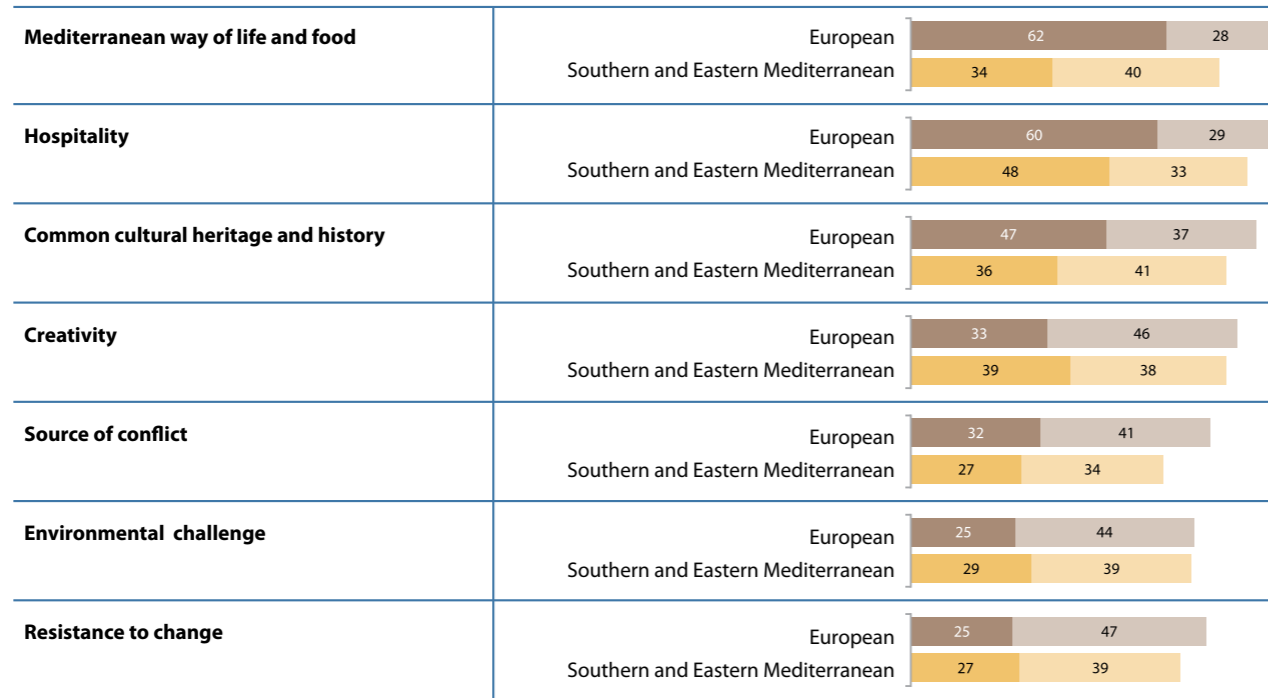 Mediterranean way of life and food
European 62 28
Southern and Eastern Mediterranean 34 40
Hospitality
European 60 29
Southern and Eastern Mediterranean 48 33
Common cultural heritage and history
European 47 37
Southern and Eastern Mediterranean 36 41
Creativity
European 33 46
Southern and Eastern Mediterranean 39 38
Source of conflict
European 32 41
Southern and Eastern Mediterranean 27 34
Environmental challenge
European 25 44
Southern and Eastern Mediterranean 29 39
Resistance to change
European 25 47
Southern and Eastern Mediterranean 27 39